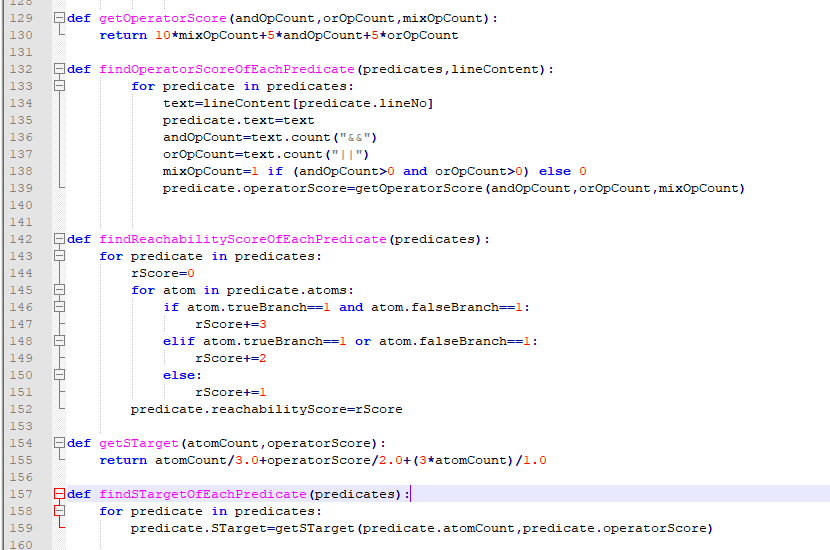 128
129 def getOperatorScore(andOpCount,orOpCount,mixOpCount):
130     return 10*mixOpCount+5*andOpCount+5*orOpCount
131
132 def findOperatorScoreOfEachPredicate(predicates,lineContent):
133         for predicate in predicates:
134             text=lineContent[predicate.lineNo]
135             predicate.text=text
136             andOpCount=text.count("&&")
137             orOpCount=text.count("||")
138             mixOpCount=1 if (andOpCount>0 and orOpCount>0) else 0
139             predicate.operatorScore=getOperatorScore(andOpCount,orOpCount,mixOpCount)
140
141
142 def findReachabilityScoreOfEachPredicate(predicates):
143     for predicate in predicates:
144         rScore=0
145         for atom in predicate.atoms:
146             if atom.trueBranch==1 and atom.falseBranch==1:
147                 rScore+=3
148             elif atom.trueBranch==1 or atom.falseBranch==1:
149                 rScore+=2
150             else:
151                 rScore+=1
152         predicate.reachabilityScore=rScore
153
154 def getSTarget(atomCount,operatorScore):
155     return atomCount/3.0+operatorScore/2.0+(3*atomCount)/1.0
156
157 def findSTargetOfEachPredicate(predicates):
158     for predicate in predicates:
159         predicate.STarget=getSTarget(predicate.atomCount,predicate.operatorScore)
160